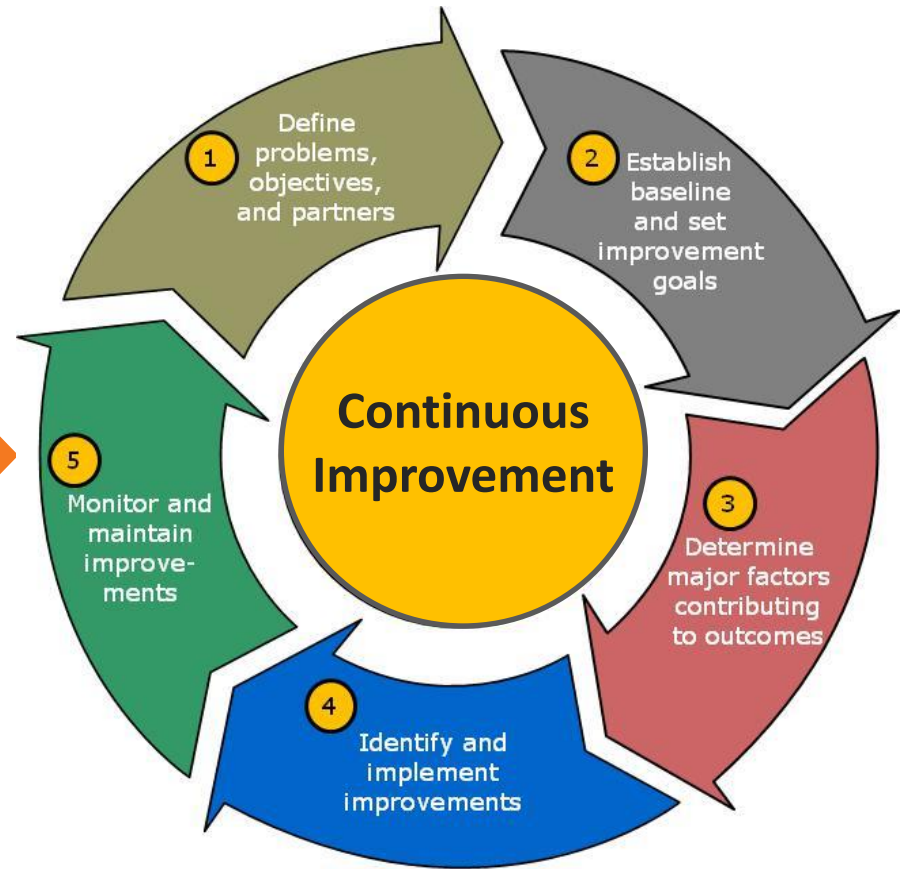 1
Define
problems,
objectives,
and partners
2
Establish
baseline
and set
improvement
goals
3
Determine
major factors
contributing
to outcomes
4
Identify and
implement
improvements
5
Monitor and
maintain
improve-
ments
Continuous
Improvement